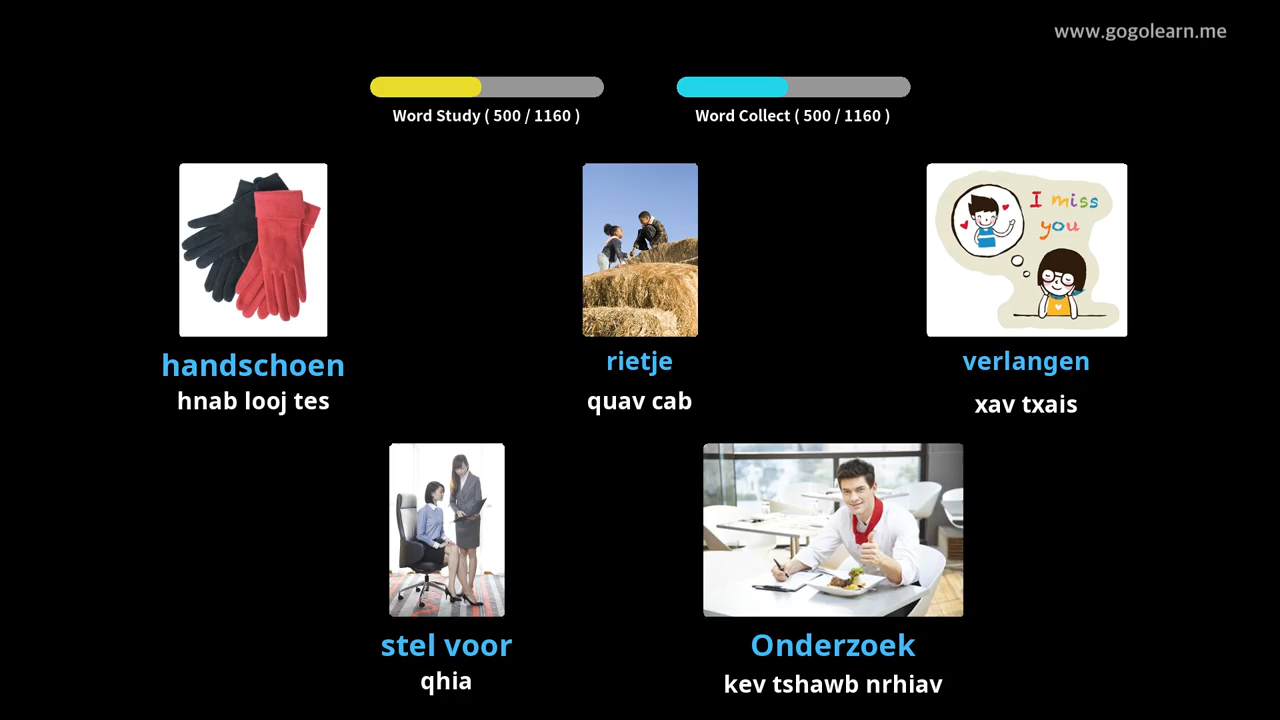 www.gogolearn.me
Word Study ( 500 / 1160 )
Word Collect ( 500 / 1160 )
I miss
you
handschoen
hnab looj tes
rietje
quav cab
verlangen
xav txais
stel voor
qhia
Onderzoek
kev tshawb nrhiav